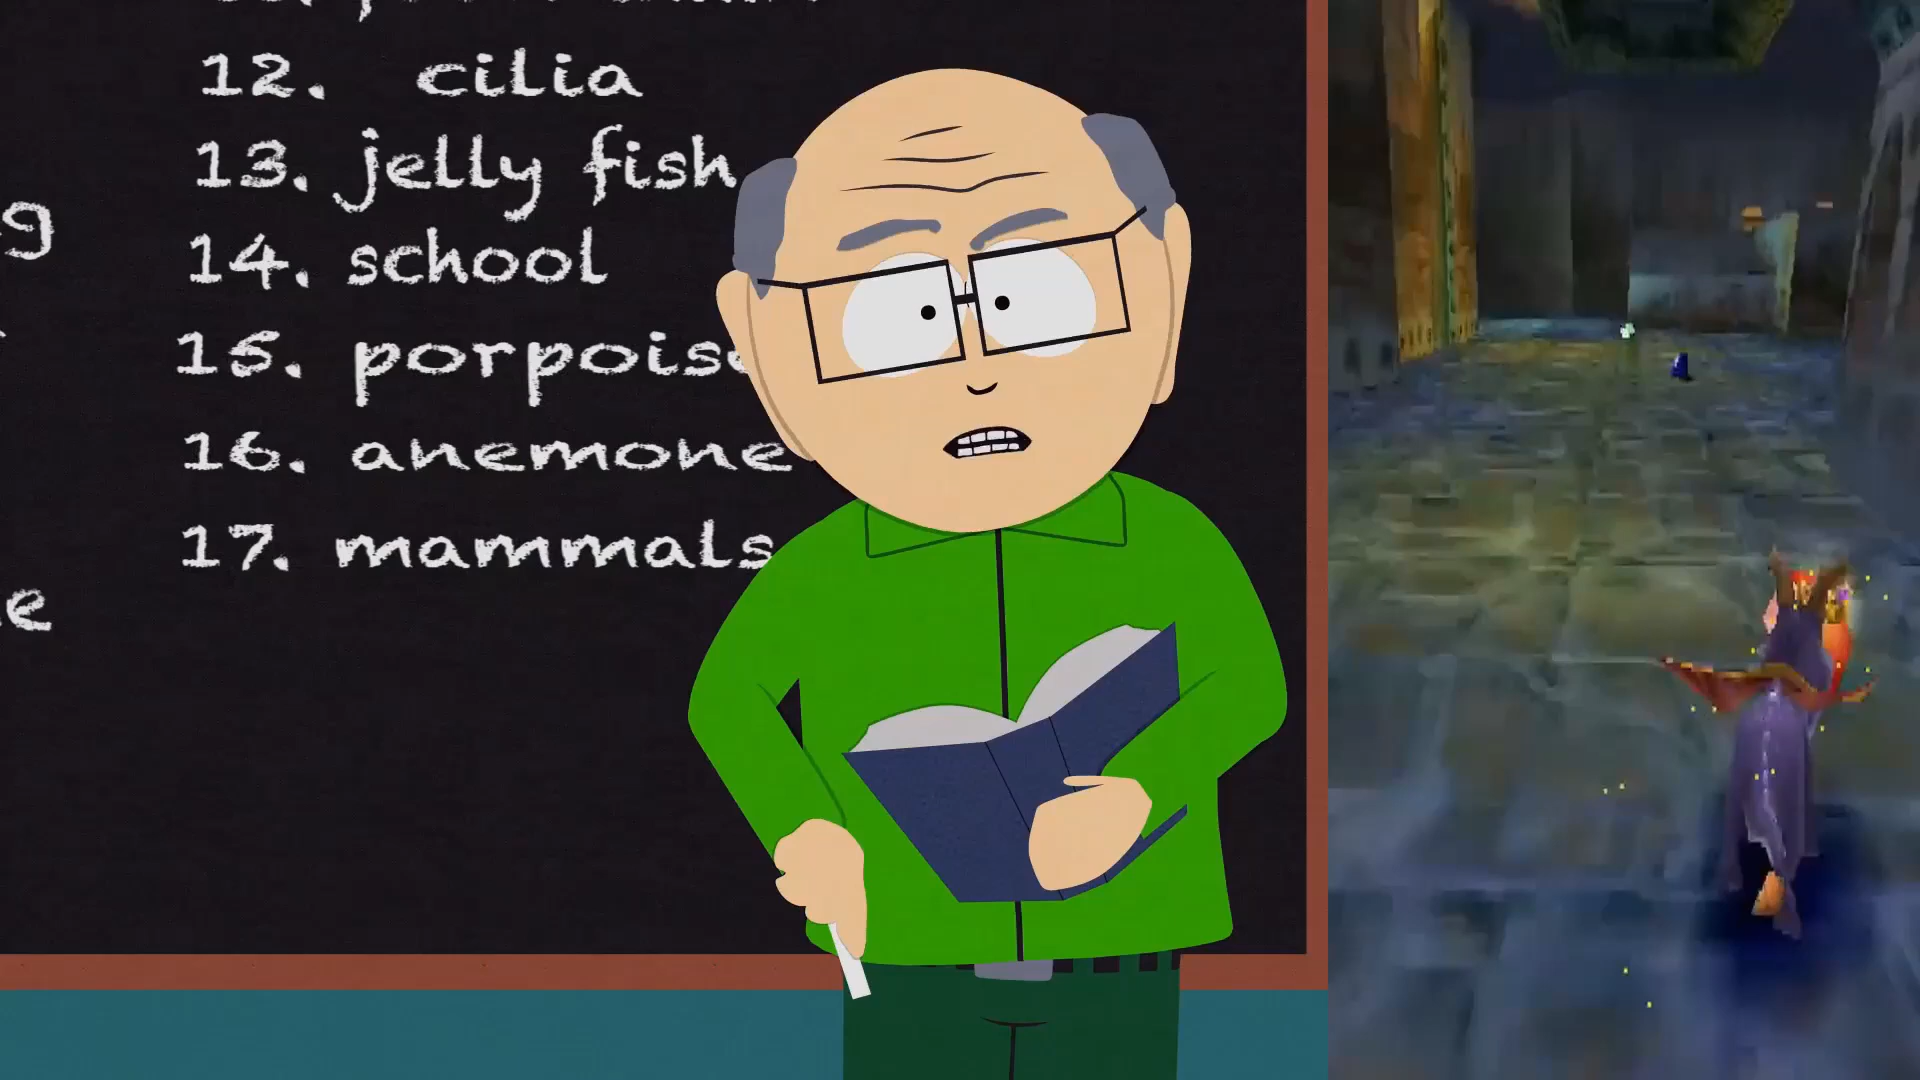 12. cilia
13. jelly fish
14. school
15. porpoise
16. anemone
17. mammals